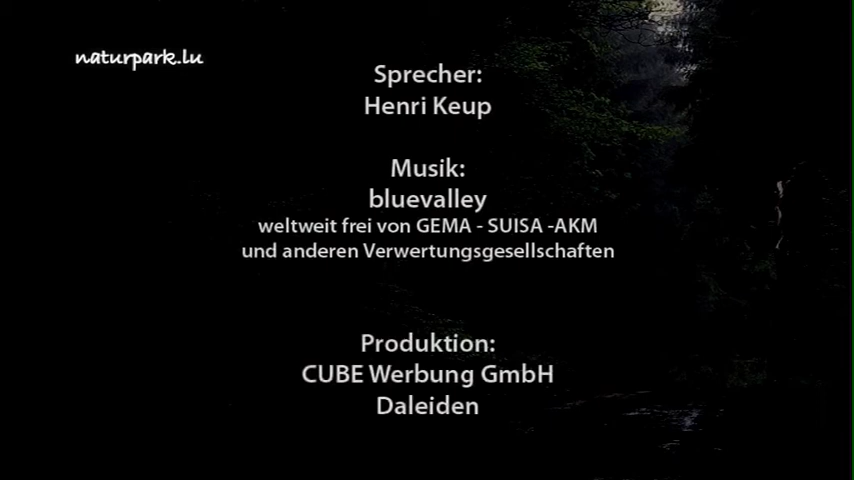 naturpark.lu
Sprecher:
Henri Keup
Musik:
bluevalley
weltweit frei von GEMA - SUISA -AKM
und anderen Verwertungsgesellschaften
Produktion:
CUBE Werbung GmbH
Daleiden